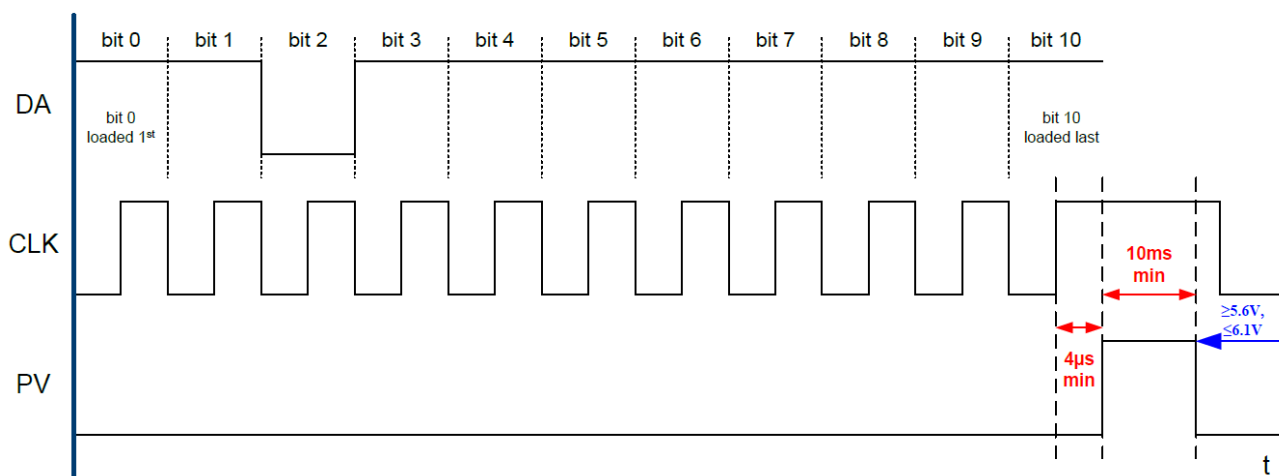 bit 0 bit 1 bit 2 bit 3 bit 4 bit 5 bit 6 bit 7 bit 8 bit 9 bit 10
DA
bit 0
loaded 1st
bit 10
loaded last
CLK
10ms
min
≥5.6V,
≤6.1V
4µs
min
PV
t